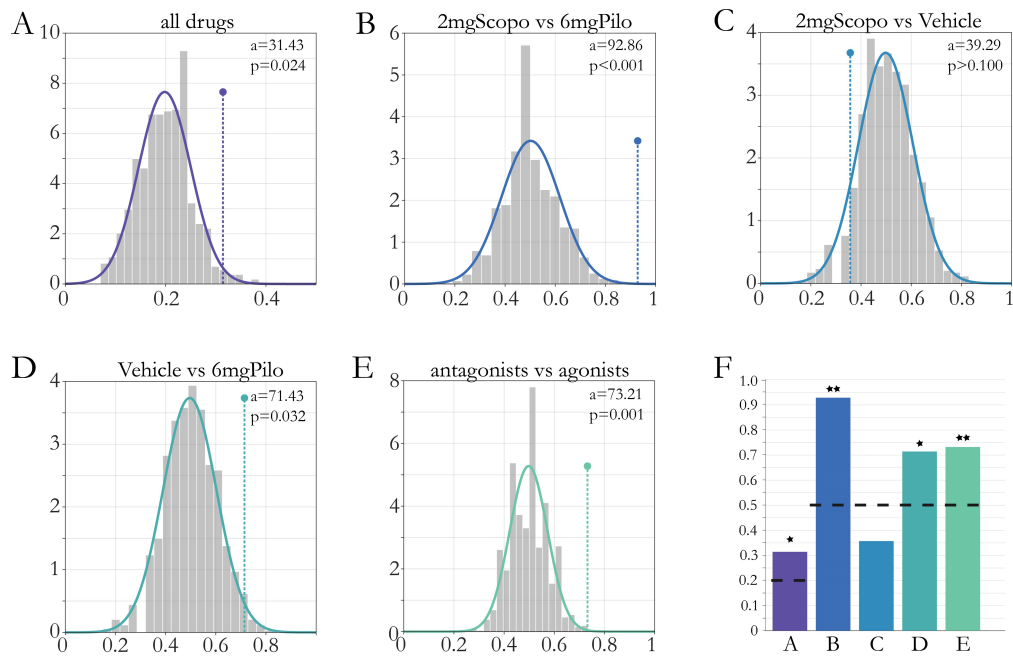 A
all drugs
a=31.43
p=0.024
10
8
6
4
2
0
0
0.2
0.4
B
2mgScopo vs 6mgPilo
a=92.86
p<0.001
6
5
4
3
2
1
0
0
0.2
0.4
0.6
0.8
1
C
2mgScopo vs Vehicle
a=39.29
p>0.100
4
3
2
1
0
0
0.2
0.4
0.6
0.8
1
D
Vehicle vs 6mgPilo
a=71.43
p=0.032
4
3
2
1
0
0
0.2
0.4
0.6
0.8
E
antagonists vs agonists
a=73.21
p=0.001
8
6
4
2
0
0
0.2
0.4
0.6
0.8
1
F
1.0
0.9
0.8
0.7
0.6
0.5
0.4
0.3
0.2
0.1
0
A B C D E